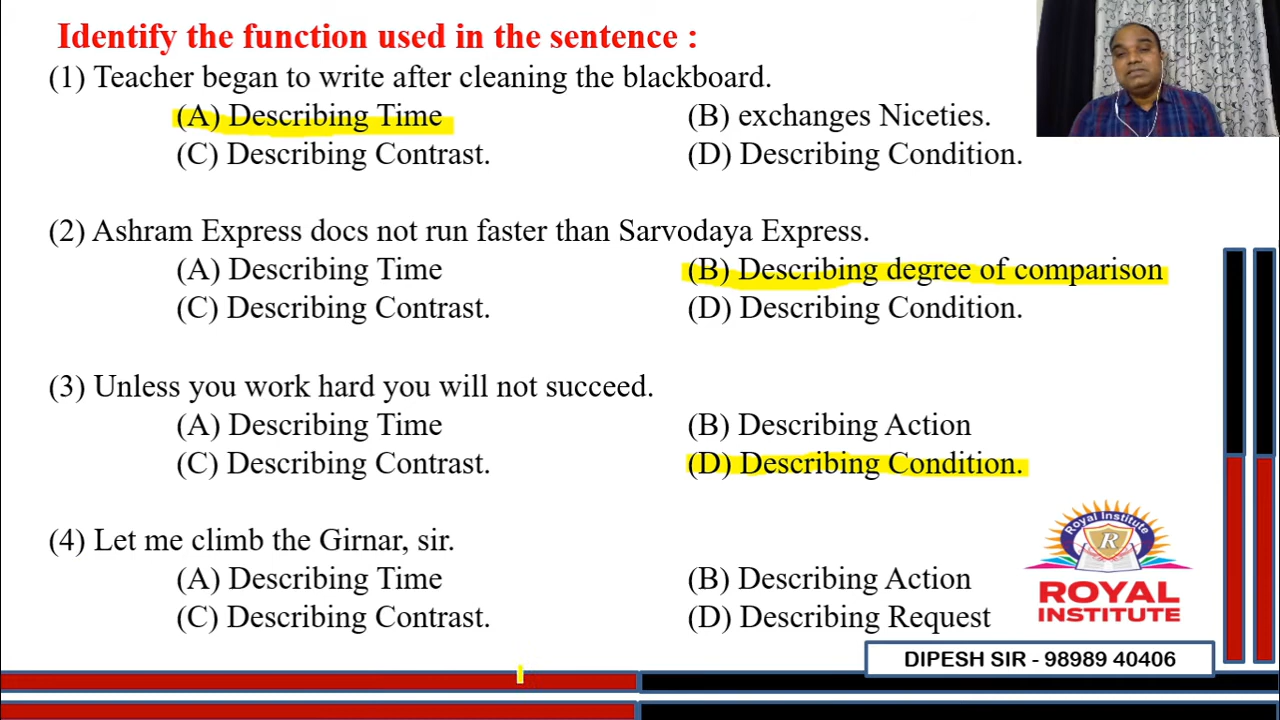 Identify the function used in the sentence :
(1) Teacher began to write after cleaning the blackboard.
(A) Describing Time (B) exchanges Niceties.
(C) Describing Contrast. (D) Describing Condition.
(2) Ashram Express docs not run faster than Sarvodaya Express.
(A) Describing Time (B) Describing degree of comparison
(C) Describing Contrast. (D) Describing Condition.
(3) Unless you work hard you will not succeed.
(A) Describing Time (B) Describing Action
(C) Describing Contrast. (D) Describing Condition.
(4) Let me climb the Girnar, sir.
(A) Describing Time (B) Describing Action
(C) Describing Contrast. (D) Describing Request
Royal Institute
R
ROYAL
INSTITUTE
DIPESH SIR - 98989 40406